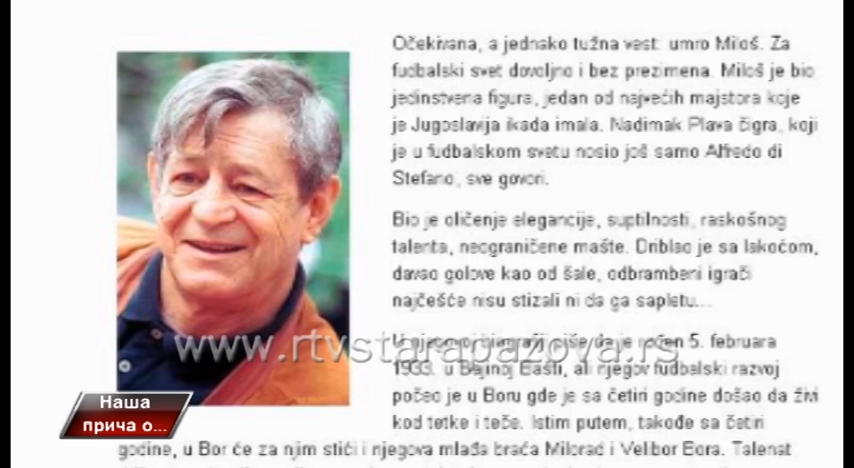 Očekivana, a jednako tužna vest: umro Miloš. Za
fudbalski svet dovoljno i bez prezimena. Miloš je bio
jedinstvena figura, jedan od najvećih majstora koje
je Jugoslavija ikada imala. Nadimak Plava čigra, koji
je u fudbalskom svetu nosio još samo Alfredo di
Stefano, sve govori.
Bio je oličenje elegancije, suptilnosti, raskošnog
talenta, neograničene mašte. Driblao je sa lakoćom,
davao golove kao od šale, odbrambeni igrači
najčešće nisu stizali ni da ga sapletu...
U njegovoj biografiji piše da je rođen 5. februara
www.rtvstarapazova.rs
1933. u Bajinoj Bašti, ali njegov fudbalski razvoj
počeo je u Boru gde je sa četiri godine došao da živi
kod tetke i teče. Istim putem, takođe sa četiri
godine, u Bor će za njim stići i njegova mlađa braća Milorad i Velibor Bora. Talenat
Наша
прича о...